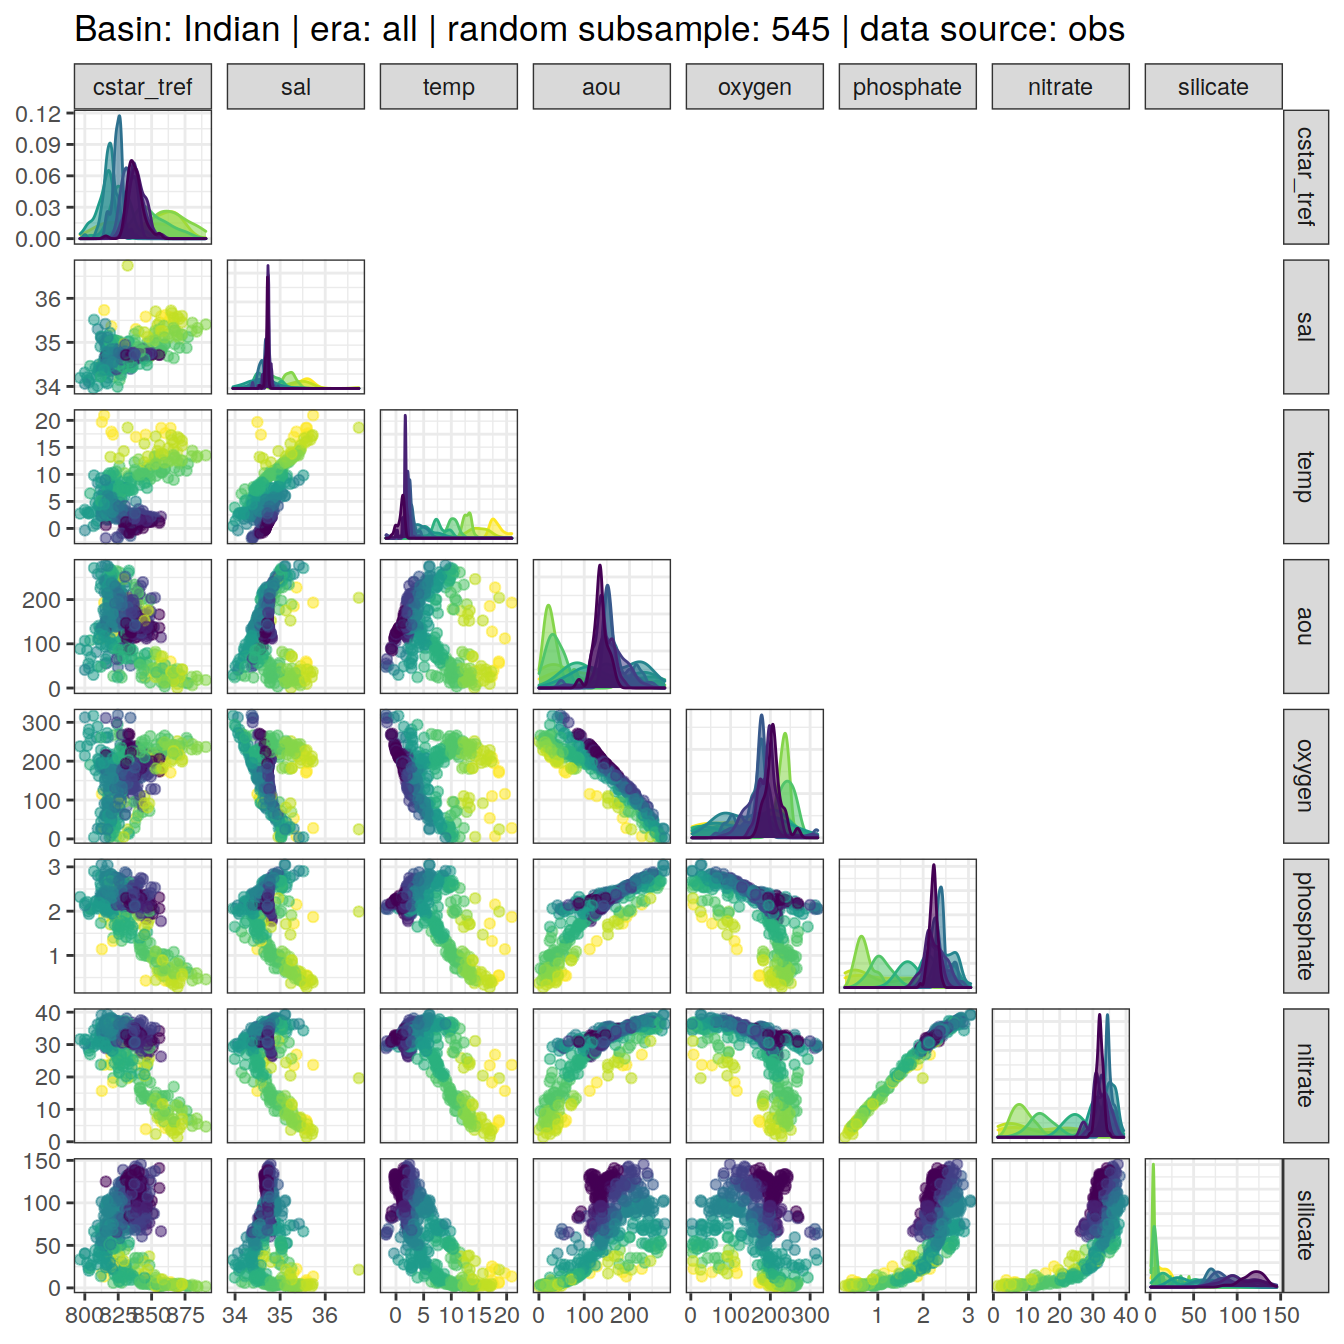 Basin: Indian | era: all | random subsample: 545 | data source: obs
cstar_tref sal temp aou oxygen phosphate nitrate silicate
0.12
0.09
0.06
0.03
0.00
cstar_tref
36
35
34
sal
20
15
10
5
0
temp
200
100
0
aou
300
200
100
0
oxygen
3
2
1
phosphate
40
30
20
10
0
nitrate
150
100
50
0
silicate
800 825 850 875 34 35 36 0 5 10 15 20 0 100 200 0 100 200 300 1 2 3 0 10 20 30 40 0 50 100 150